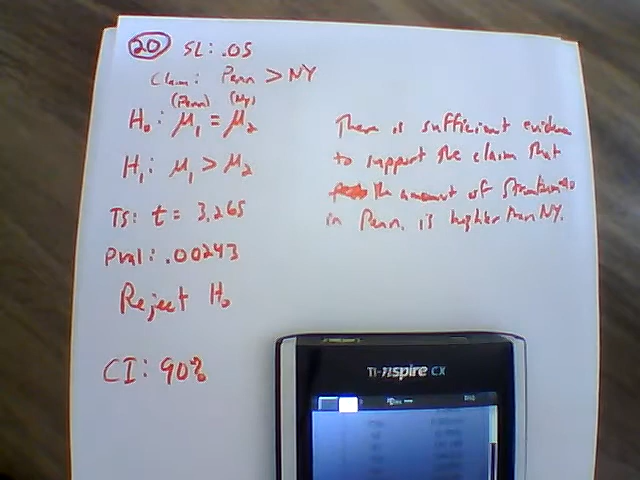 20 SL: .05
Claim: Penn > NY
(Penn) (NY)
H₀: μ₁ = μ₂
H₁: μ₁ > μ₂
TS: t = 3.265
Pval: .00243
Reject H₀
CI: 90%
There is sufficient evidence
to support the claim that
the amount of Strontium-90
in Penn. is higher than NY.
TI-nspire CX